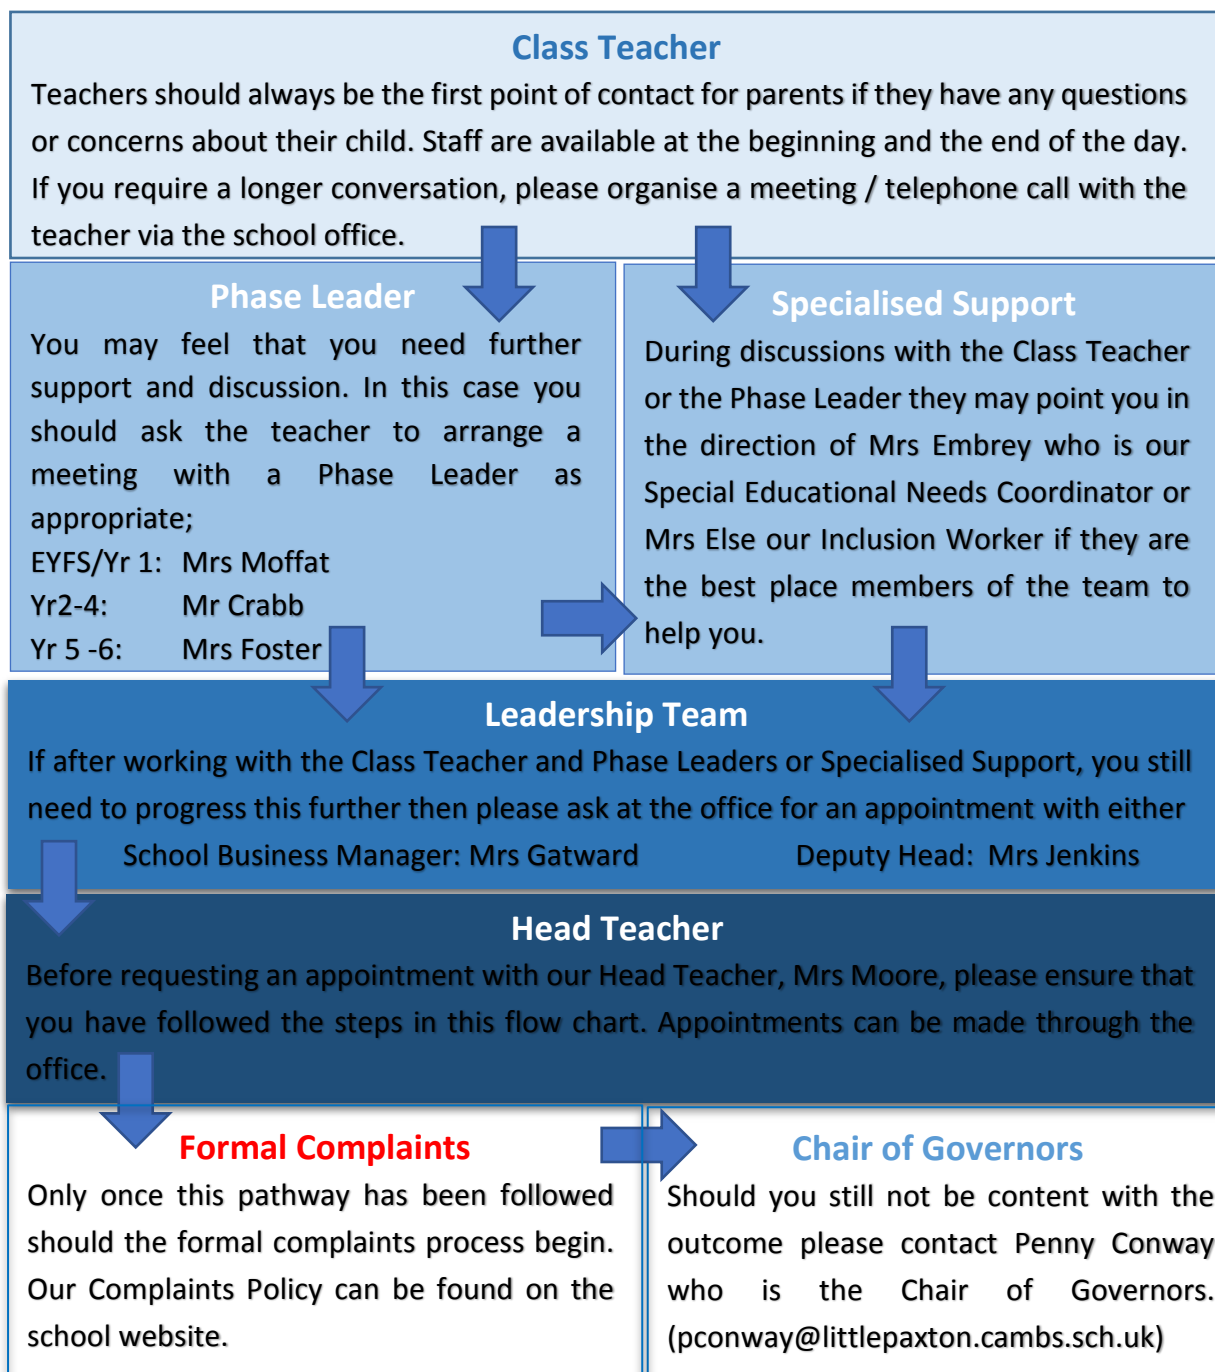 Class Teacher
Teachers should always be the first point of contact for parents if they have any questions
or concerns about their child. Staff are available at the beginning and the end of the day.
If you require a longer conversation, please organise a meeting / telephone call with the
teacher via the school office.
Phase Leader
You may feel that you need further
support and discussion. In this case you
should ask the teacher to arrange a
meeting with a Phase Leader as
appropriate;
EYFS/Yr 1: Mrs Moffat
Yr2-4: Mr Crabb
Yr 5 -6: Mrs Foster
Specialised Support
During discussions with the Class Teacher
or the Phase Leader they may point you in
the direction of Mrs Embrey who is our
Special Educational Needs Coordinator or
Mrs Else our Inclusion Worker if they are
the best place members of the team to
help you.
Leadership Team
If after working with the Class Teacher and Phase Leaders or Specialised Support, you still
need to progress this further then please ask at the office for an appointment with either
School Business Manager: Mrs Gatward Deputy Head: Mrs Jenkins
Head Teacher
Before requesting an appointment with our Head Teacher, Mrs Moore, please ensure that
you have followed the steps in this flow chart. Appointments can be made through the
office.
Formal Complaints
Only once this pathway has been followed
should the formal complaints process begin.
Our Complaints Policy can be found on the
school website.
Chair of Governors
Should you still not be content with the
outcome please contact Penny Conway
who is the Chair of Governors.
(pconway@littlepaxton.cambs.sch.uk)